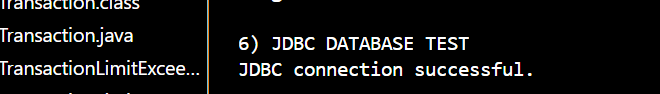 Transaction.class
Transaction.java
TransactionLimitExcee...
6) JDBC DATABASE TEST
JDBC connection successful.